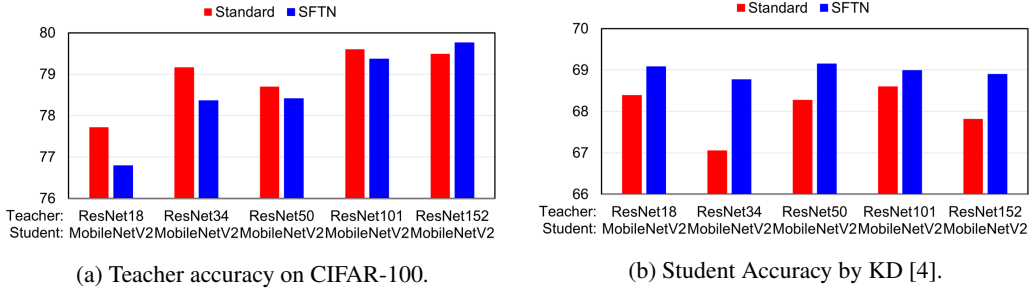 Standard SFTN
80
79
78
77
76
Teacher: ResNet18 ResNet34 ResNet50 ResNet101 ResNet152
Student: MobileNetV2 MobileNetV2 MobileNetV2 MobileNetV2 MobileNetV2
(a) Teacher accuracy on CIFAR-100.
Standard SFTN
70
69
68
67
66
Teacher: ResNet18 ResNet34 ResNet50 ResNet101 ResNet152
Student: MobileNetV2 MobileNetV2 MobileNetV2 MobileNetV2 MobileNetV2
(b) Student Accuracy by KD [4].